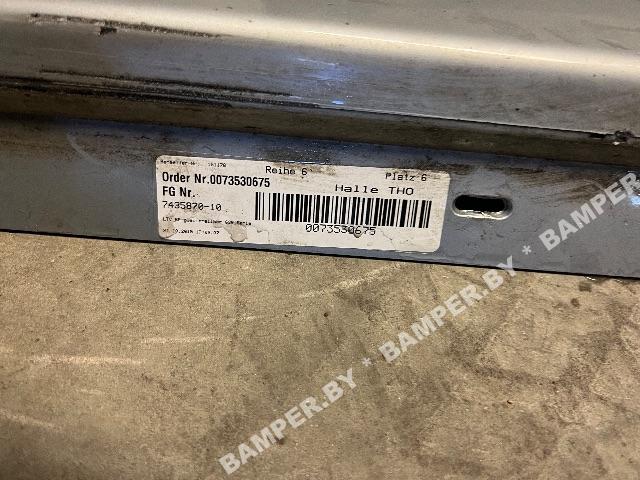 Reihe 6 Platz 6
Order Nr.0073530675 Halle THO
FG Nr.
7435870-10
0073530675
BAMPER.BY * BAMPER.BY * BAMPER.BY